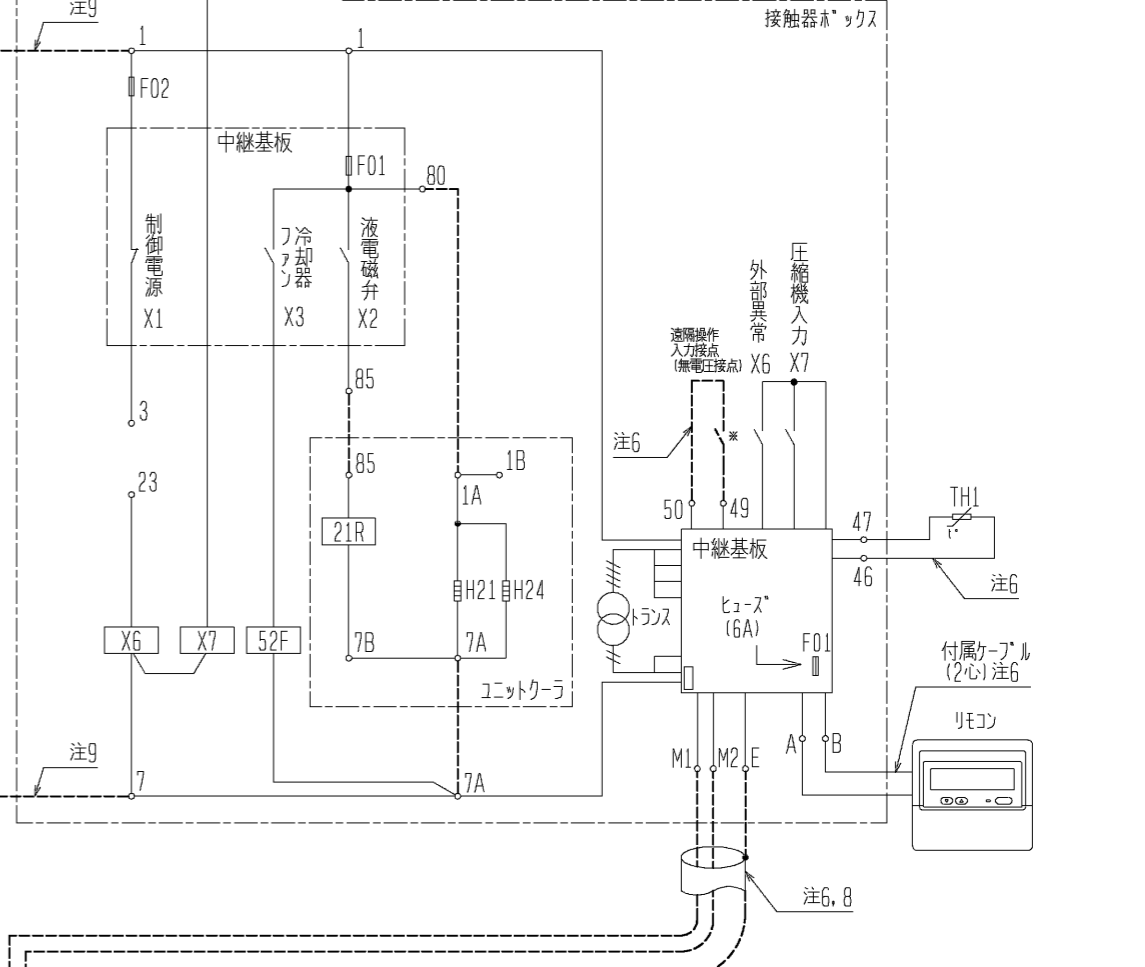 注9
接触器ボックス
1
1
F02
中継基板
F01
80
制御電源
X1
冷却器
ファン
X3
液電磁弁
X2
外部異常
X6
圧縮機入力
X7
遠隔操作
入力接点
(無電圧接点)
※
注6
85
3
85
1B
1A
23
50
49
47
TH1
21R
中継基板
46
注6
H21
H24
トランス
ヒューズ
(6A)
F01
X6
X7
52F
7B
7A
ユニットクーラ
付属ケーブル
(2心)注6
リモコン
注9
7
7A
M1
M2
E
A
B
注6,8